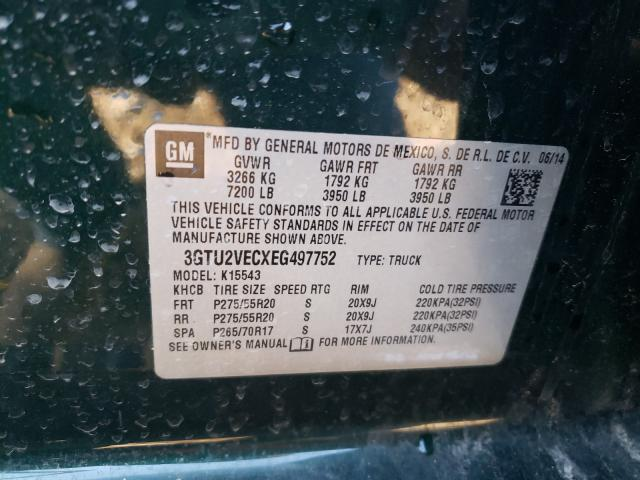 GM
*MFD BY GENERAL MOTORS DE MEXICO, S. DE R.L. DE C.V. 06/14
GVWR GAWR FRT GAWR RR
3266 KG 1792 KG 1792 KG
7200 LB 3950 LB 3950 LB
THIS VEHICLE CONFORMS TO ALL APPLICABLE U.S. FEDERAL MOTOR
VEHICLE SAFETY STANDARDS IN EFFECT ON THE DATE OF
MANUFACTURE SHOWN ABOVE.
3GTU2VECXEG497752 TYPE: TRUCK
MODEL: K15543
KHCB TIRE SIZE SPEED RTG RIM COLD TIRE PRESSURE
FRT P275/55R20 S 20X9J 220KPA(32PSI)
RR P275/55R20 S 20X9J 220KPA(32PSI)
SPA P265/70R17 S 17X7J 240KPA(35PSI)
SEE OWNER'S MANUAL FOR MORE INFORMATION.